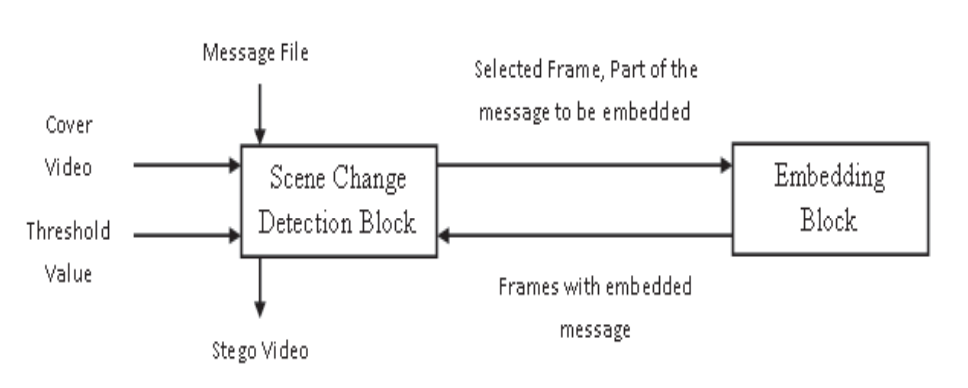 Message File
Selected Frame, Part of the
message to be embedded
Cover
Video
Scene Change
Detection Block
Embedding
Block
Threshold
Value
Frames with embedded
message
Stego Video